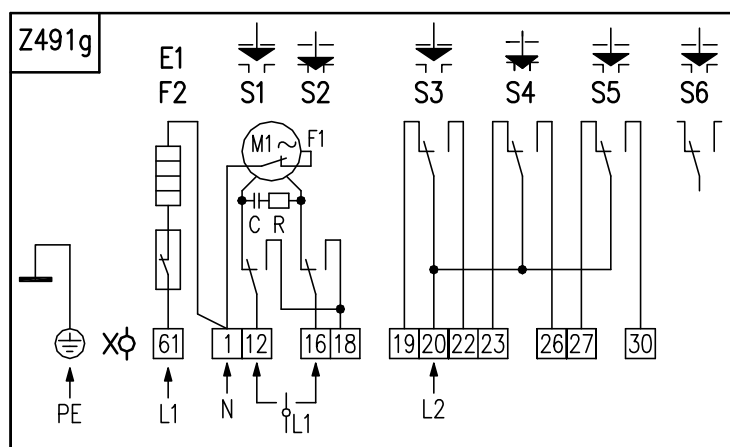 Z491g
E1
F2 S1 S2 S3 S4 S5 S6
M1 ~ F1
C R
X 61 1 12 16 18 19 20 22 23 26 27 30
PE L1 N L1 L2